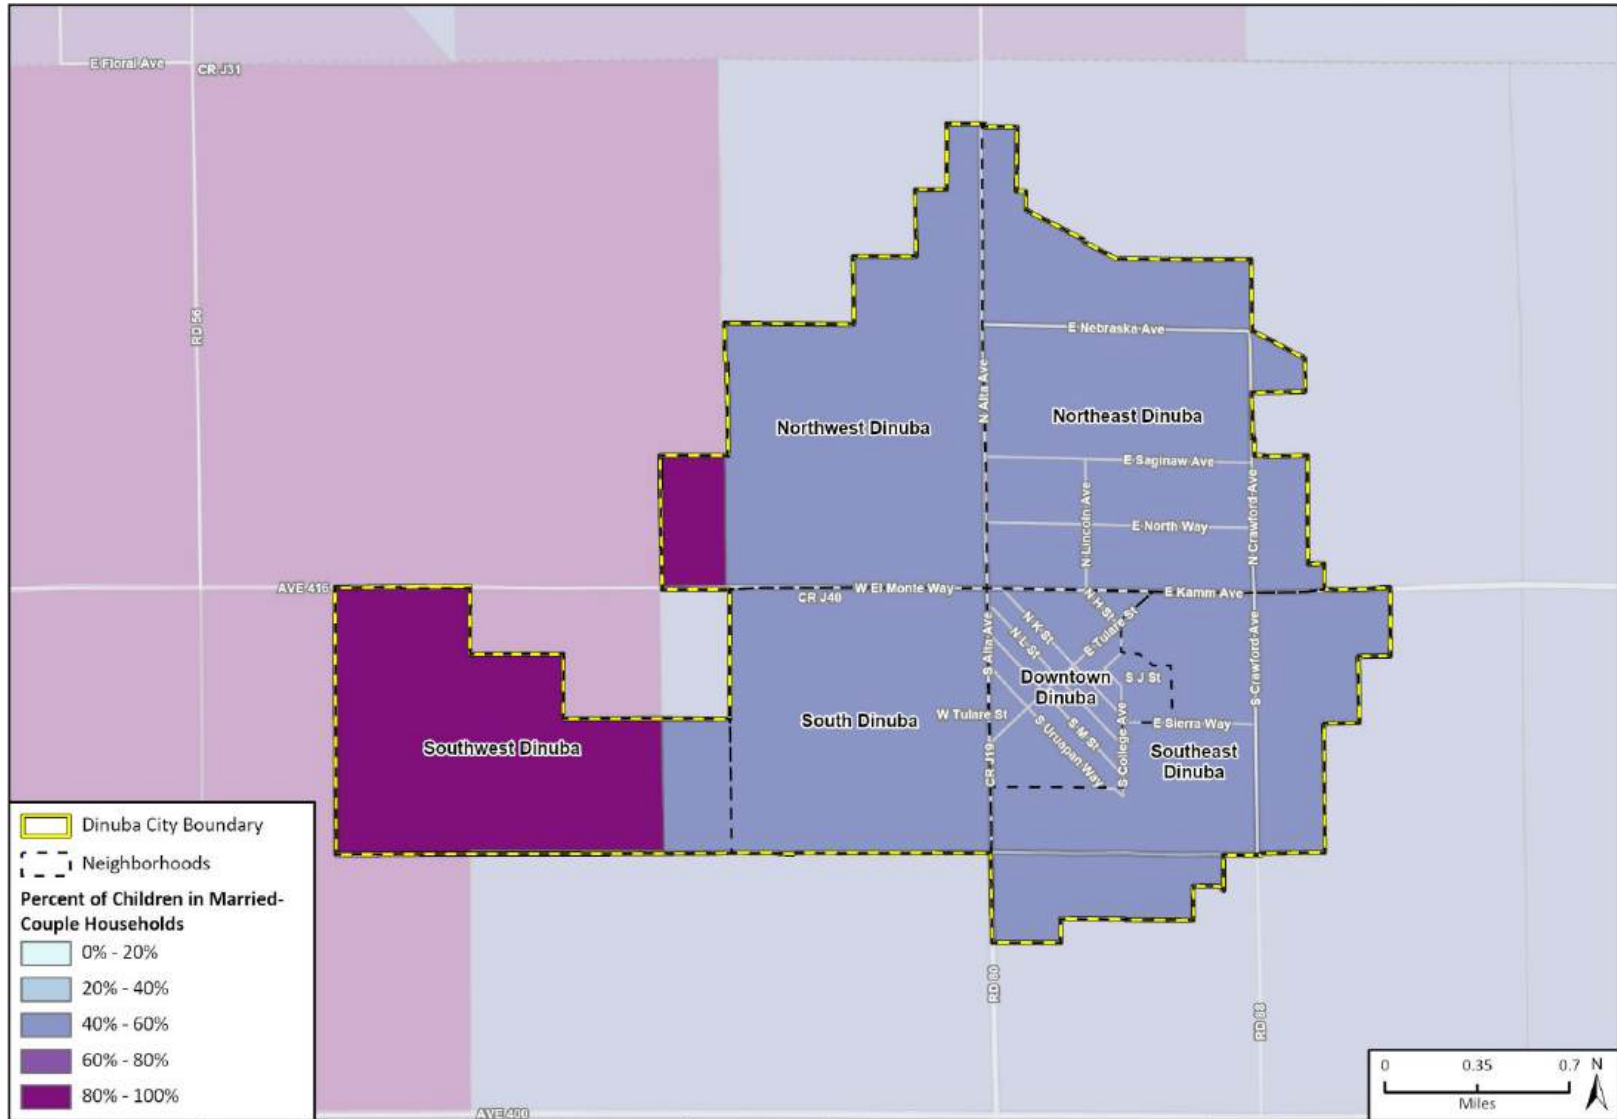 E Floral Ave
CR J31
RD 56
E Nebraska Ave
N Alta Ave
Northwest Dinuba
Northeast Dinuba
E Saginaw Ave
N Lincoln Ave
E North Way
N Crawford Ave
AVE 416
W El Monte Way
CR J40
E Kamm Ave
N H St
E Tulare St
N K St
N L St
S Alta Ave
S J St
Downtown
Dinuba
S Crawford Ave
W Tulare St
South Dinuba
E Sierra Way
S M St
S Uruapan Way
S College Ave
Southeast
Dinuba
Southwest Dinuba
CR J19
RD 80
RD 88
AVE 400
Dinuba City Boundary
Neighborhoods
Percent of Children in Married-
Couple Households
0% - 20%
20% - 40%
40% - 60%
60% - 80%
80% - 100%
0 0.35 0.7
Miles
N